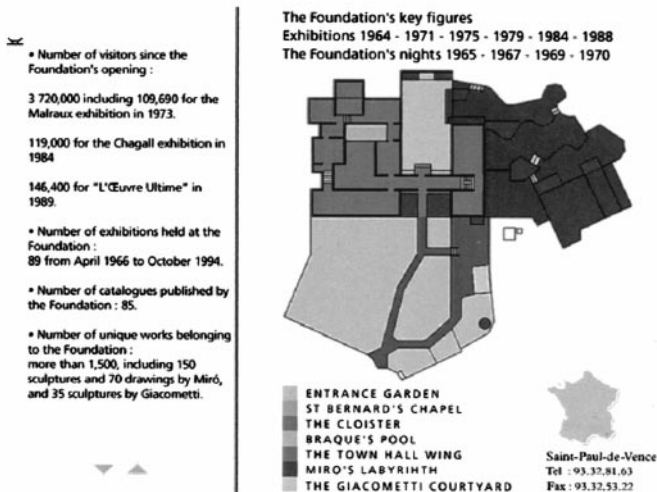 The Foundation's key figures
Exhibitions 1964 - 1971 - 1975 - 1979 - 1984 - 1988
The Foundation's nights 1965 - 1967 - 1969 - 1970
• Number of visitors since the
Foundation's opening :
3 720,000 including 109,690 for the
Malraux exhibition in 1973.
119,000 for the Chagall exhibition in
1984
146,400 for "L'Œuvre Ultime" in
1989.
• Number of exhibitions held at the
Foundation :
89 from April 1966 to October 1994.
• Number of catalogues published by
the Foundation : 85.
• Number of unique works belonging
to the Foundation :
more than 1,500, including 150
sculptures and 70 drawings by Miró,
and 35 sculptures by Giacometti.
ENTRANCE GARDEN
ST BERNARD'S CHAPEL
THE CLOISTER
BRAQUE'S POOL
THE TOWN HALL WING
MIRO'S LABYRIHTH
THE GIACOMETTI COURTYARD
Saint-Paul-de-Vence
Tel : 93.32.81.63
Fax : 93.32.53.22